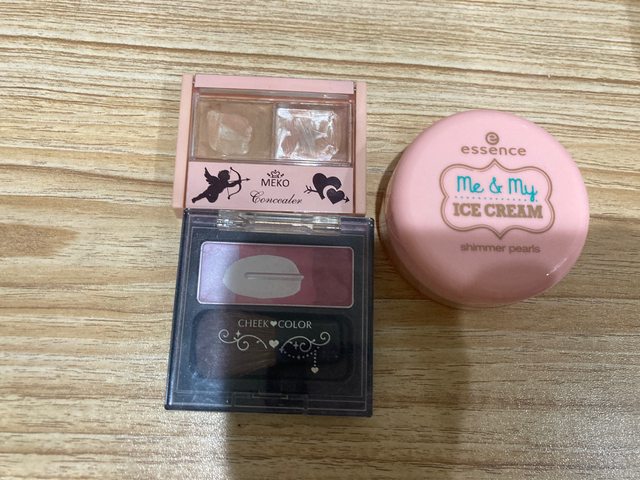 MEKO
Concealer
CHEEK♥COLOR
e
essence
Me & My
ICE CREAM
shimmer pearls